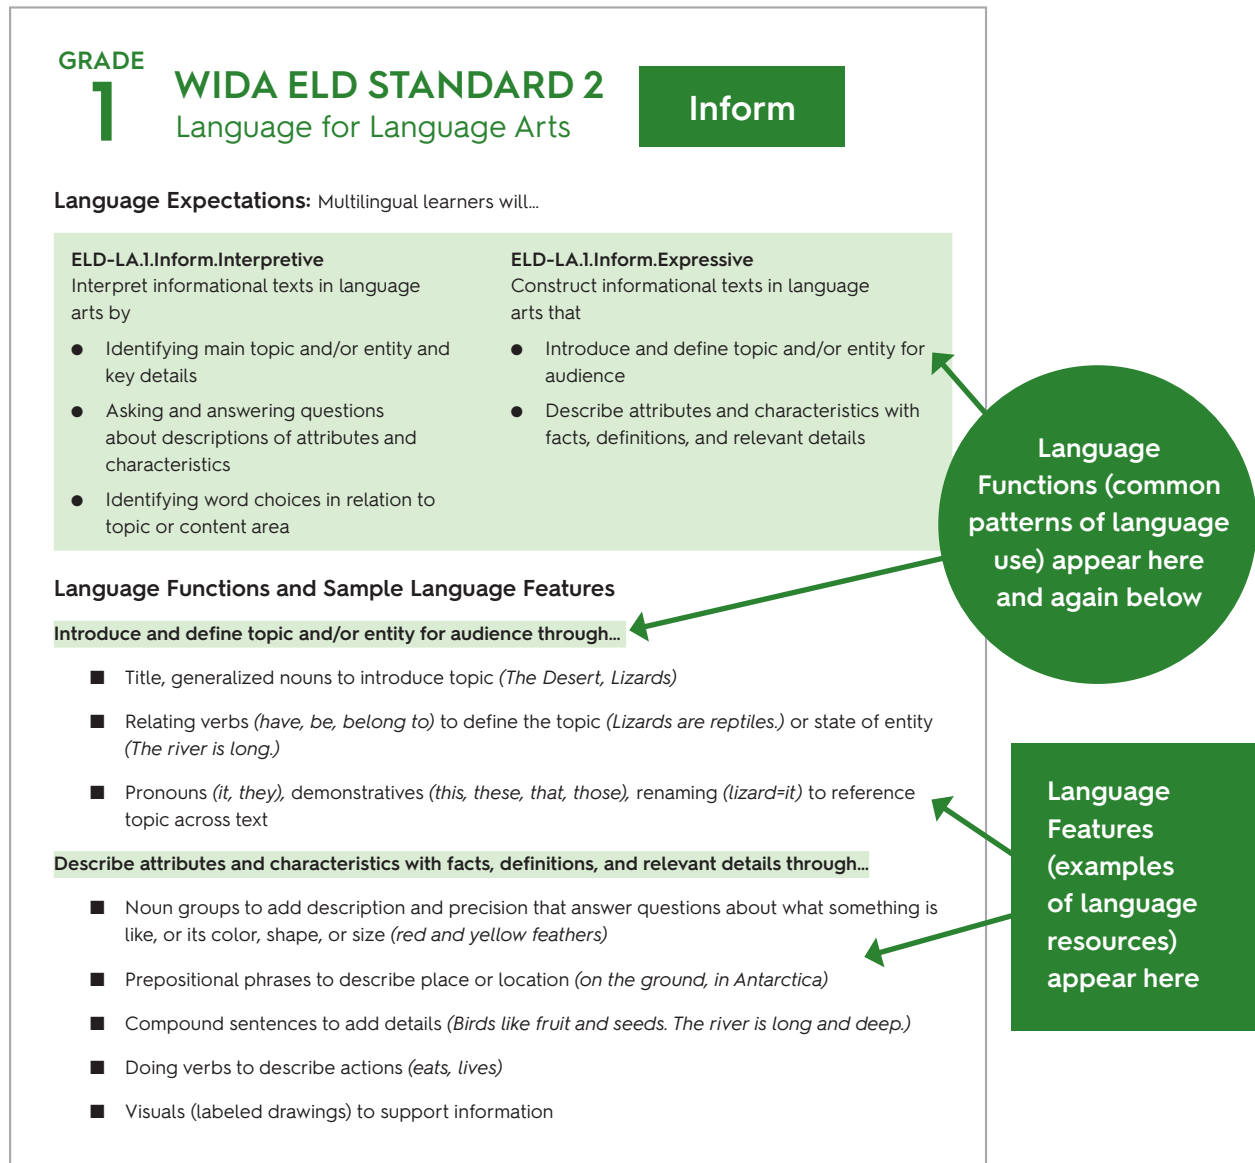 GRADE
1
WIDA ELD STANDARD 2
Language for Language Arts
Inform
Language Expectations: Multilingual learners will...
ELD-LA.1.Inform.Interpretive
Interpret informational texts in language
arts by
● Identifying main topic and/or entity and
key details
● Asking and answering questions
about descriptions of attributes and
characteristics
● Identifying word choices in relation to
topic or content area
ELD-LA.1.Inform.Expressive
Construct informational texts in language
arts that
● Introduce and define topic and/or entity for
audience
● Describe attributes and characteristics with
facts, definitions, and relevant details
Language
Functions (common
patterns of language
use) appear here
and again below
Language Functions and Sample Language Features
Introduce and define topic and/or entity for audience through...
■ Title, generalized nouns to introduce topic (The Desert, Lizards)
■ Relating verbs (have, be, belong to) to define the topic (Lizards are reptiles.) or state of entity
(The river is long.)
■ Pronouns (it, they), demonstratives (this, these, that, those), renaming (lizard=it) to reference
topic across text
Describe attributes and characteristics with facts, definitions, and relevant details through...
■ Noun groups to add description and precision that answer questions about what something is
like, or its color, shape, or size (red and yellow feathers)
■ Prepositional phrases to describe place or location (on the ground, in Antarctica)
■ Compound sentences to add details (Birds like fruit and seeds. The river is long and deep.)
■ Doing verbs to describe actions (eats, lives)
■ Visuals (labeled drawings) to support information
Language
Features
(examples
of language
resources)
appear here